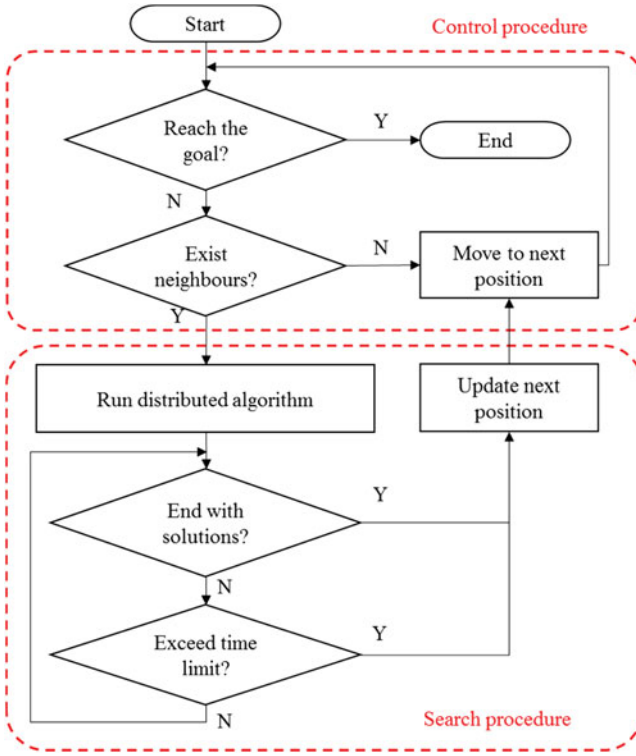 Start
Control procedure
Reach the
goal?
Y
End
N
Exist
neighbours?
N
Move to next
position
Y
Run distributed algorithm
Update next
position
End with
solutions?
Y
N
Exceed time
limit?
Y
N
Search procedure